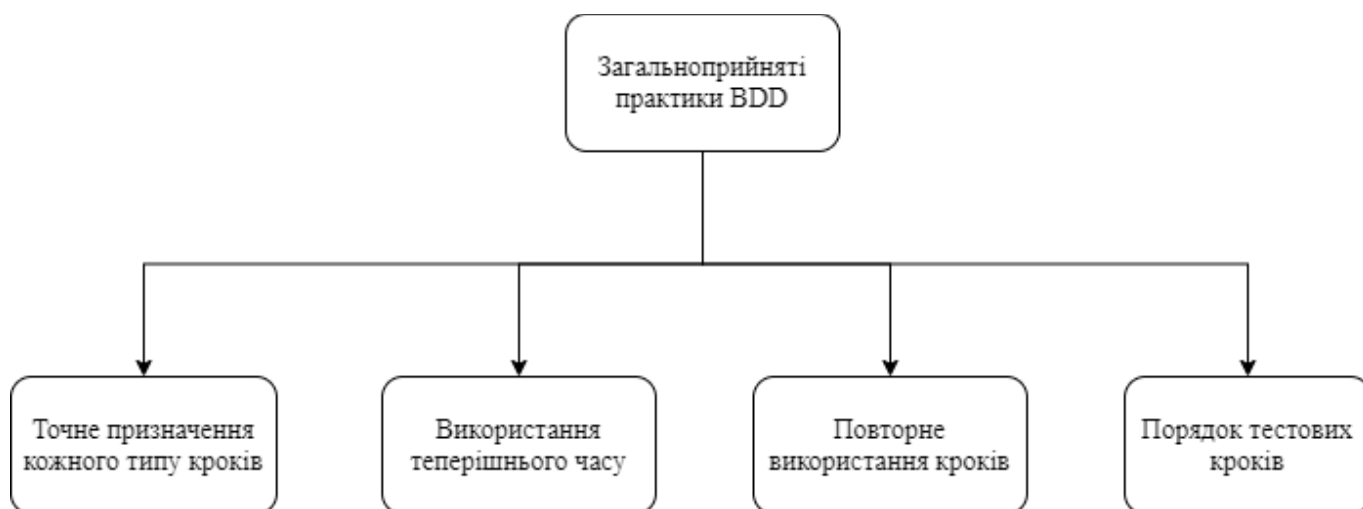 Загальноприйняті
практики BDD
Точне призначення
кожного типу кроків
Використання
теперішнього часу
Повторне
використання кроків
Порядок тестових
кроків